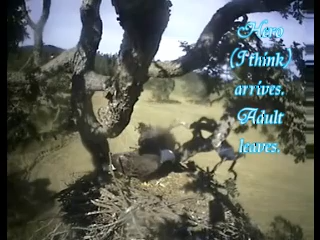 Hero
(I think)
arrives.
Adult
leaves.